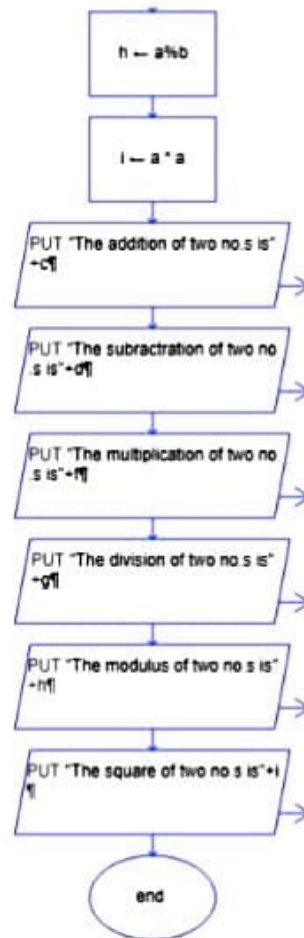 h ← a%b
i ← a * a
PUT "The addition of two no.s is"
+c¶
PUT "The subractration of two no
.s is"+d¶
PUT "The multiplication of two no
.s is"+f¶
PUT "The division of two no.s is"
+g¶
PUT "The modulus of two no.s is"
+h¶
PUT "The square of two no.s is"+i
¶
end